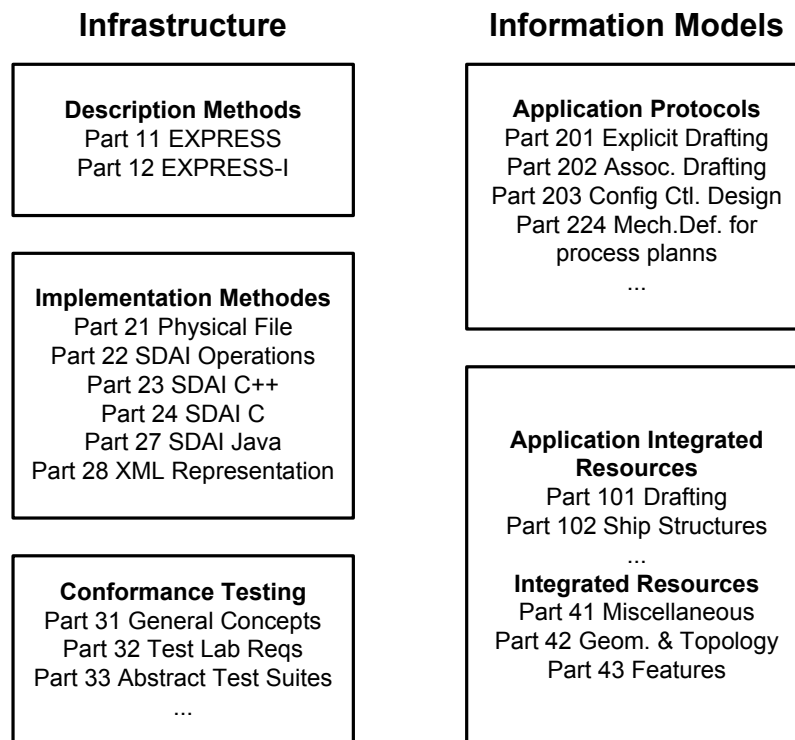 Infrastructure
Description Methods
Part 11 EXPRESS
Part 12 EXPRESS-I
Implementation Methodes
Part 21 Physical File
Part 22 SDAI Operations
Part 23 SDAI C++
Part 24 SDAI C
Part 27 SDAI Java
Part 28 XML Representation
Conformance Testing
Part 31 General Concepts
Part 32 Test Lab Reqs
Part 33 Abstract Test Suites
...
Information Models
Application Protocols
Part 201 Explicit Drafting
Part 202 Assoc. Drafting
Part 203 Config Ctl. Design
Part 224 Mech.Def. for
process planns
...
Application Integrated
Resources
Part 101 Drafting
Part 102 Ship Structures
...
Integrated Resources
Part 41 Miscellaneous
Part 42 Geom. & Topology
Part 43 Features